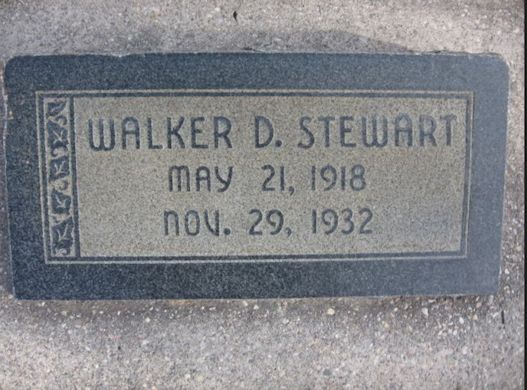 WALKER D. STEWART
MAY 21, 1918
NOV. 29, 1932